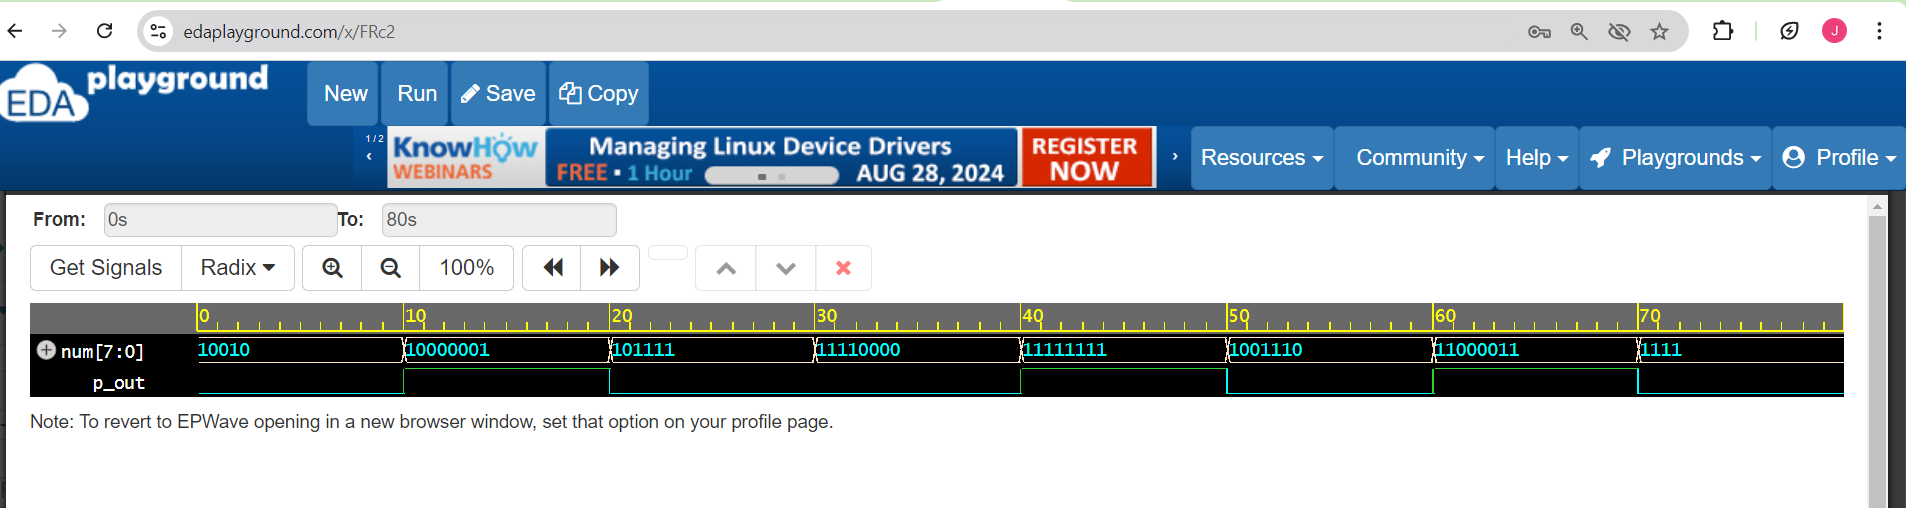 edaplayground.com/x/FRc2
J
EDA playground
New Run Save Copy
1 / 2
KnowHow WEBINARS
Managing Linux Device Drivers
FREE • 1 Hour AUG 28, 2024
REGISTER NOW
Resources Community Help Playgrounds Profile
From: 0s To: 80s
Get Signals Radix 100%
0 10 20 30 40 50 60 70
num[7:0] 10010 10000001 101111 11110000 11111111 1001110 11000011 1111
p_out
Note: To revert to EPWave opening in a new browser window, set that option on your profile page.